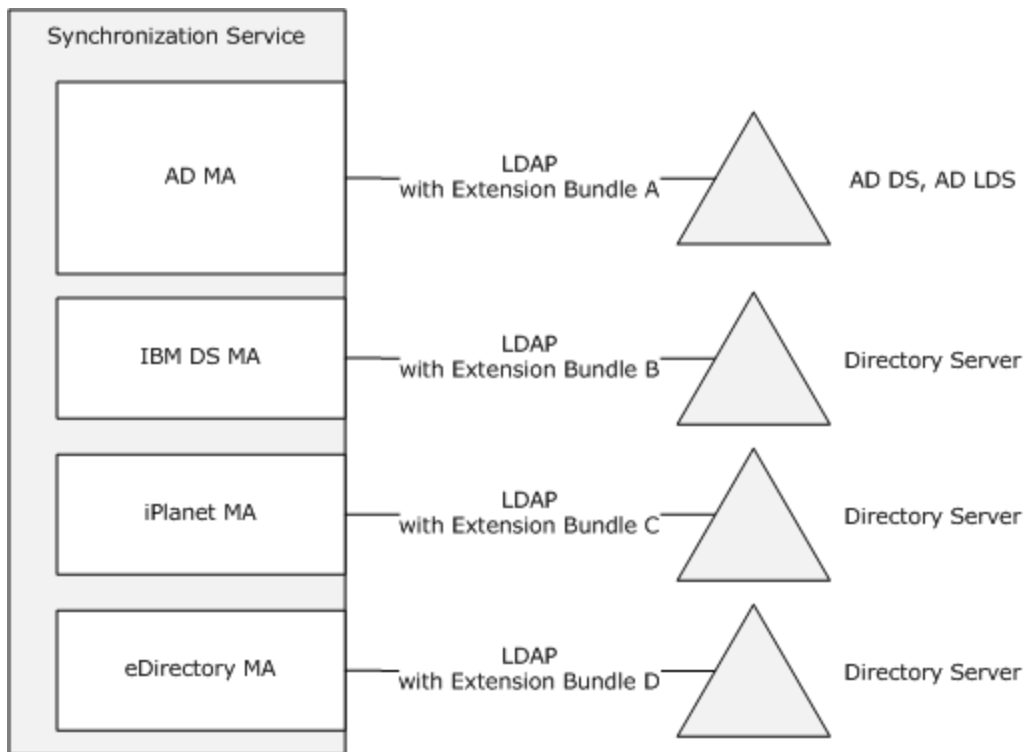 Synchronization Service
AD MA
LDAP
with Extension Bundle A
AD DS, AD LDS
IBM DS MA
LDAP
with Extension Bundle B
Directory Server
iPlanet MA
LDAP
with Extension Bundle C
Directory Server
eDirectory MA
LDAP
with Extension Bundle D
Directory Server